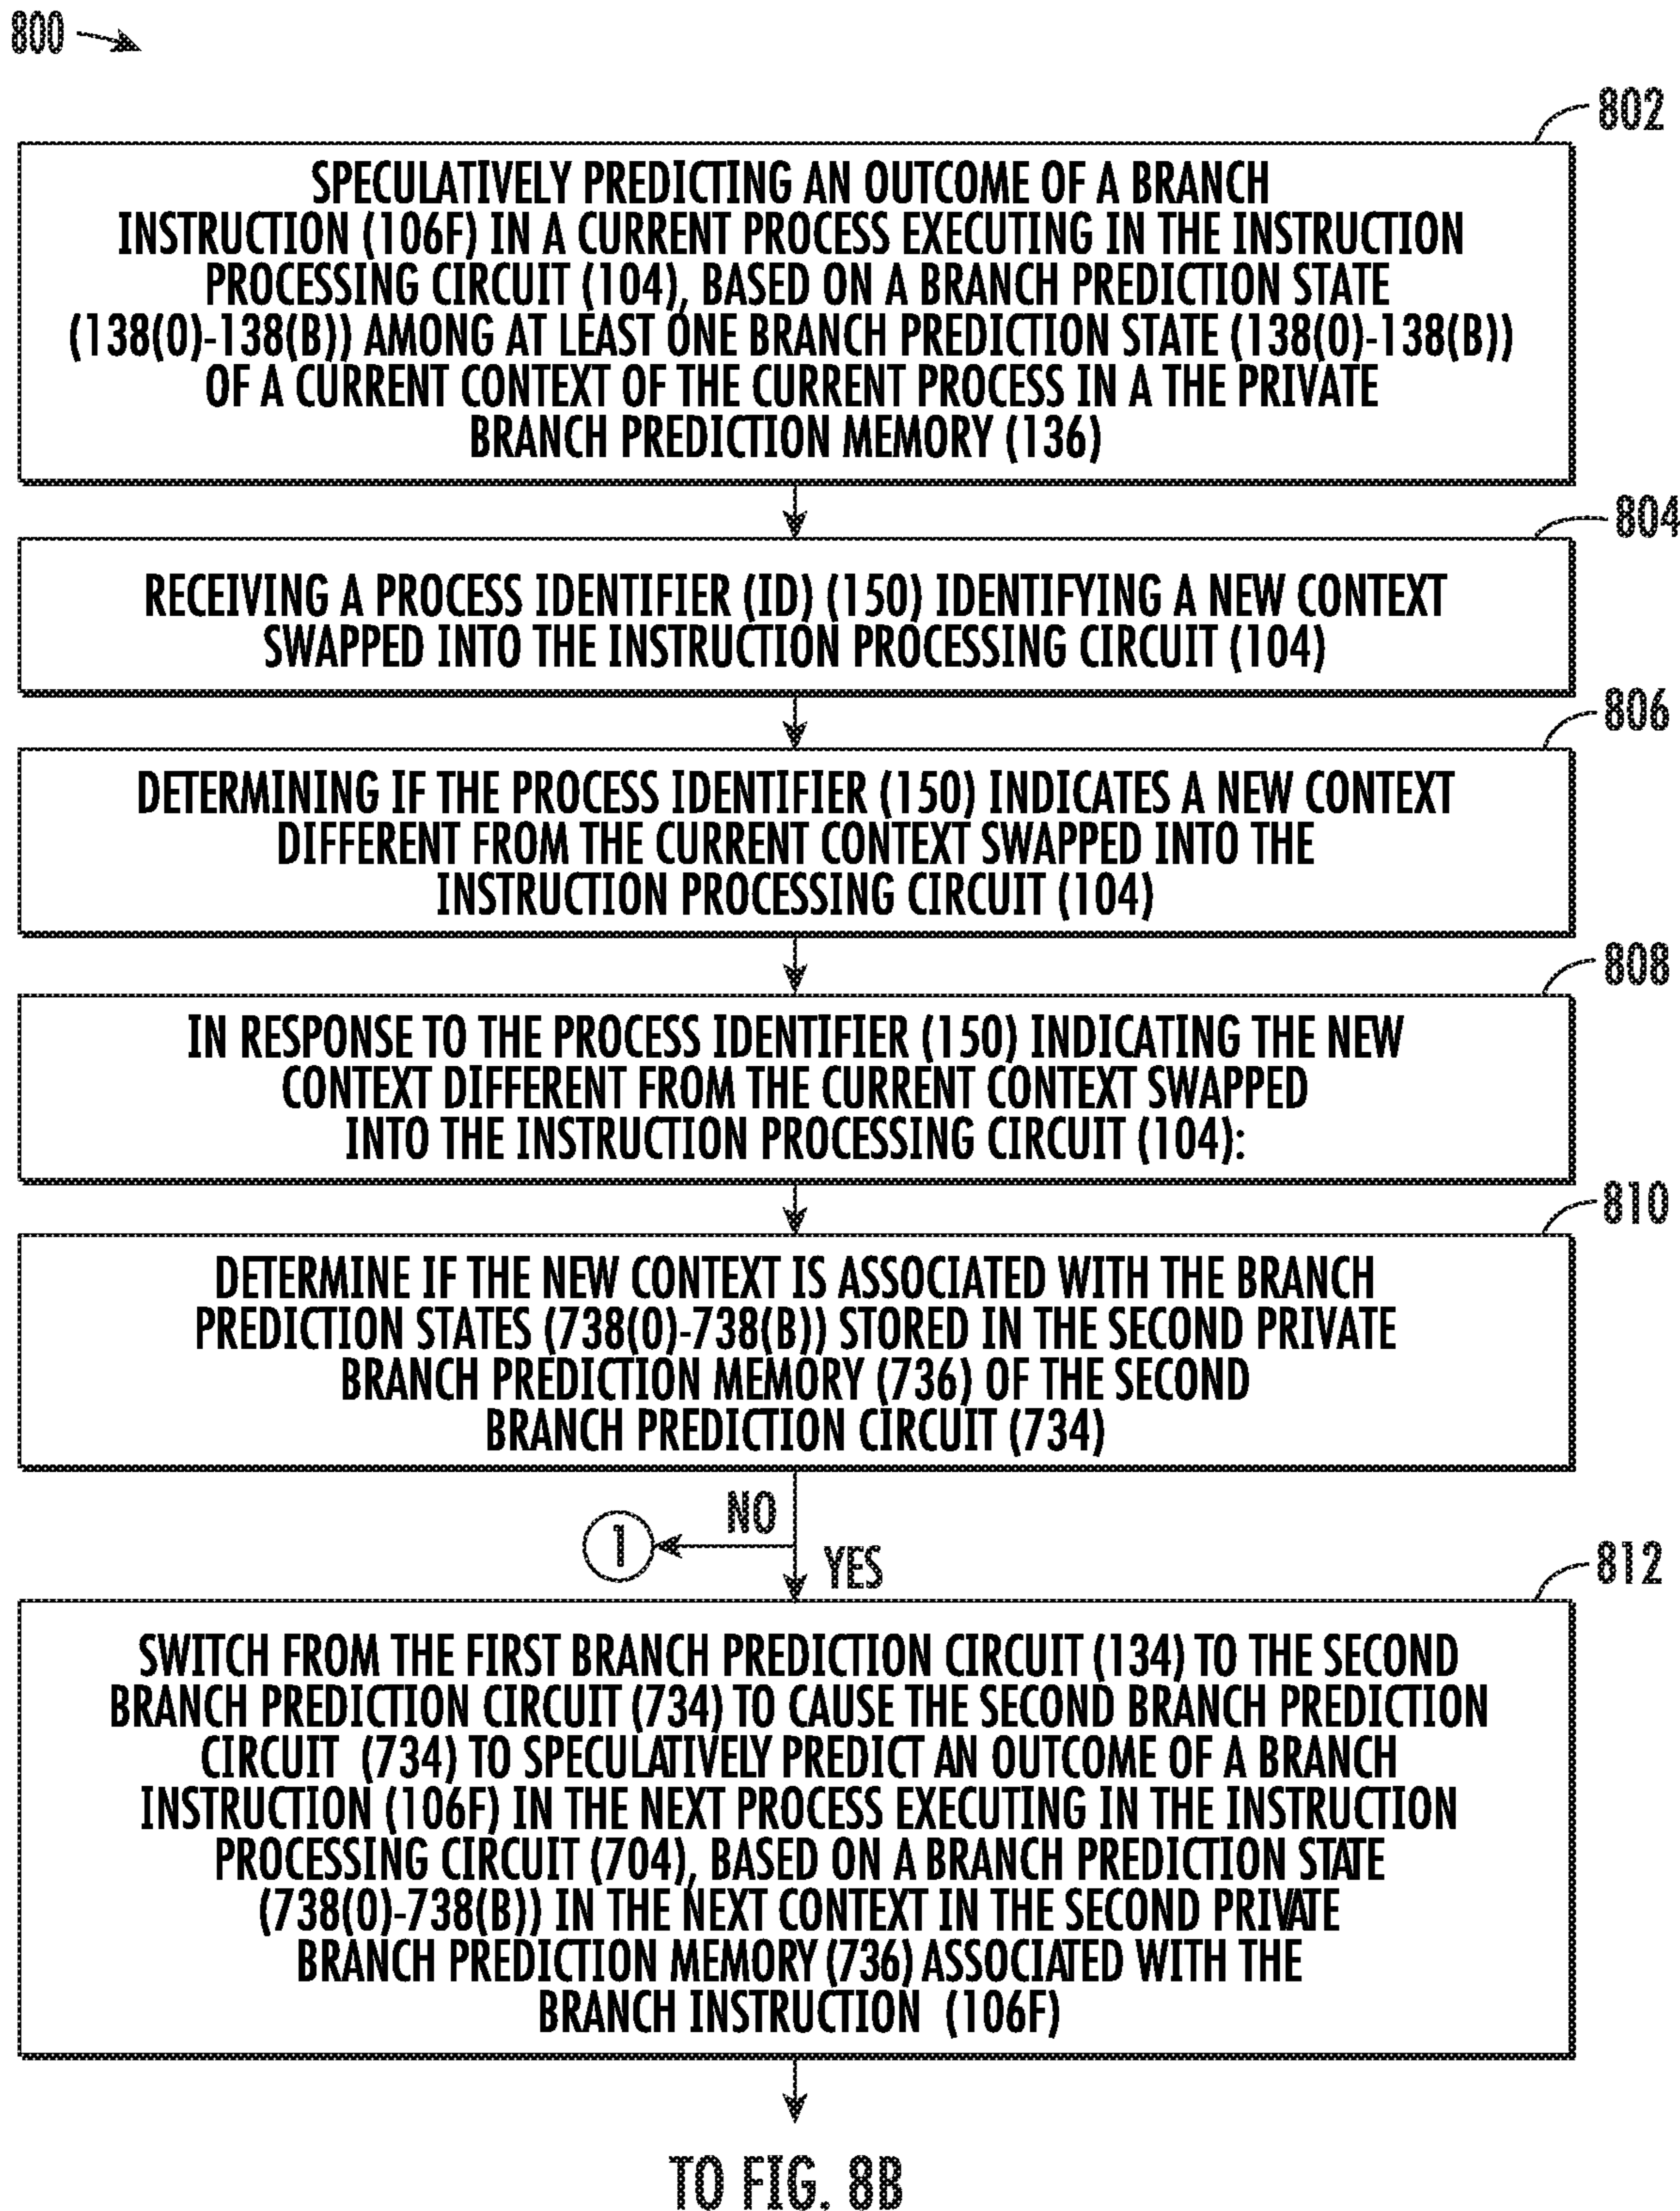 800
802
SPECULATIVELY PREDICTING AN OUTCOME OF A BRANCH
INSTRUCTION (106F) IN A CURRENT PROCESS EXECUTING IN THE INSTRUCTION
PROCESSING CIRCUIT (104), BASED ON A BRANCH PREDICTION STATE
(138(0)-138(B)) AMONG AT LEAST ONE BRANCH PREDICTION STATE (138(0)-138(B))
OF A CURRENT CONTEXT OF THE CURRENT PROCESS IN A THE PRIVATE
BRANCH PREDICTION MEMORY (136)
804
RECEIVING A PROCESS IDENTIFIER (ID) (150) IDENTIFYING A NEW CONTEXT
SWAPPED INTO THE INSTRUCTION PROCESSING CIRCUIT (104)
806
DETERMINING IF THE PROCESS IDENTIFIER (150) INDICATES A NEW CONTEXT
DIFFERENT FROM THE CURRENT CONTEXT SWAPPED INTO THE
INSTRUCTION PROCESSING CIRCUIT (104)
808
IN RESPONSE TO THE PROCESS IDENTIFIER (150) INDICATING THE NEW
CONTEXT DIFFERENT FROM THE CURRENT CONTEXT SWAPPED
INTO THE INSTRUCTION PROCESSING CIRCUIT (104):
810
DETERMINE IF THE NEW CONTEXT IS ASSOCIATED WITH THE BRANCH
PREDICTION STATES (738(0)-738(B)) STORED IN THE SECOND PRIVATE
BRANCH PREDICTION MEMORY (736) OF THE SECOND
BRANCH PREDICTION CIRCUIT (734)
NO
1
YES
812
SWITCH FROM THE FIRST BRANCH PREDICTION CIRCUIT (134) TO THE SECOND
BRANCH PREDICTION CIRCUIT (734) TO CAUSE THE SECOND BRANCH PREDICTION
CIRCUIT (734) TO SPECULATIVELY PREDICT AN OUTCOME OF A BRANCH
INSTRUCTION (106F) IN THE NEXT PROCESS EXECUTING IN THE INSTRUCTION
PROCESSING CIRCUIT (704), BASED ON A BRANCH PREDICTION STATE
(738(0)-738(B)) IN THE NEXT CONTEXT IN THE SECOND PRIVATE
BRANCH PREDICTION MEMORY (736) ASSOCIATED WITH THE
BRANCH INSTRUCTION (106F)
TO FIG. 8B